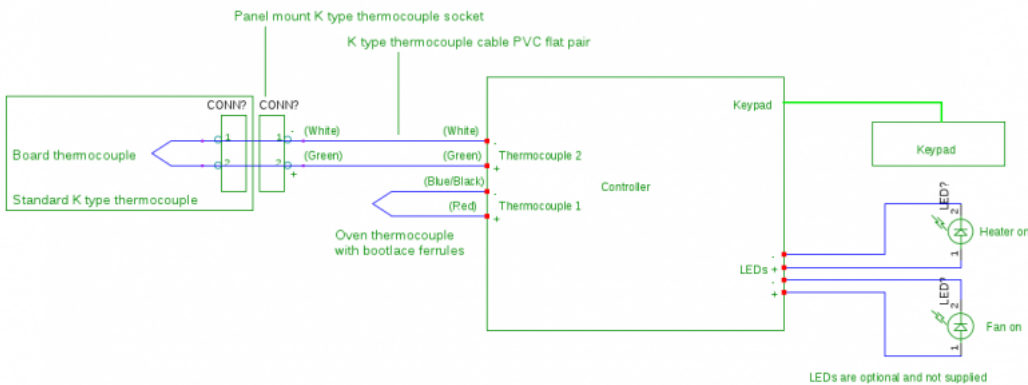 Panel mount K type thermocouple socket
K type thermocouple cable PVC flat pair
CONN? CONN?
Keypad
Keypad
1 1 - (White) (White) -
Board thermocouple
2 2 + (Green) (Green) +
Thermocouple 2
Standard K type thermocouple
(Blue/Black) -
Thermocouple 1
(Red) +
Controller
Oven thermocouple
with bootlace ferrules
LED?
2
Heater on
1
-
LEDs +
-
+
LED?
2
Fan on
1
LEDs are optional and not supplied